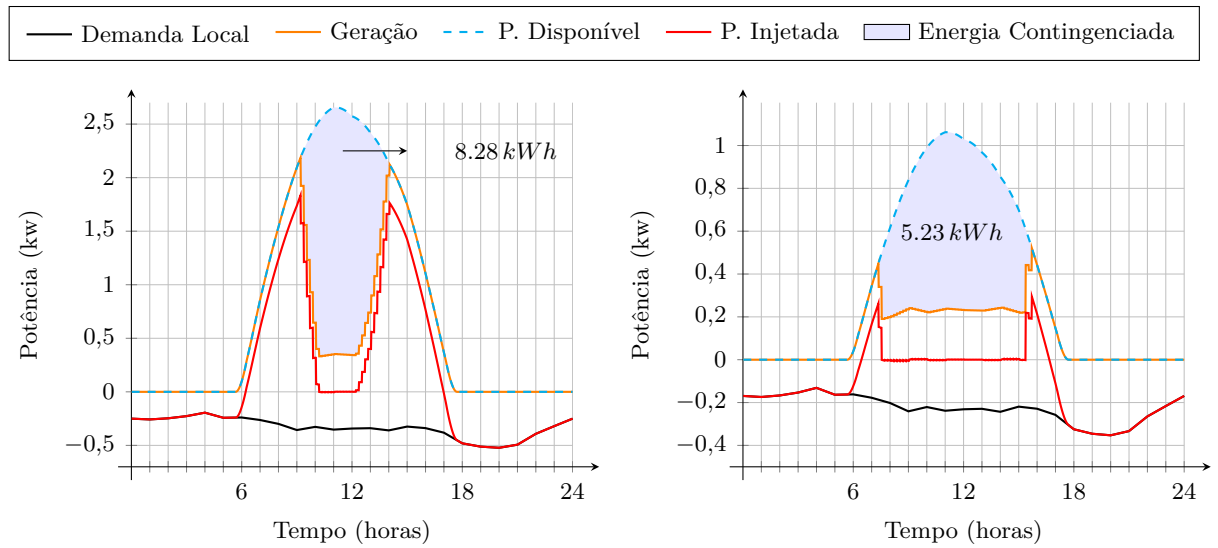 Demanda Local Geração P. Disponível P. Injetada Energia Contingenciada
2,5
2
1,5
1
0,5
0
−0,5
Potência (kw)
8.28 kWh
6 12 18 24
Tempo (horas)
1
0,8
0,6
0,4
0,2
0
−0,2
−0,4
Potência (kw)
5.23 kWh
6 12 18 24
Tempo (horas)